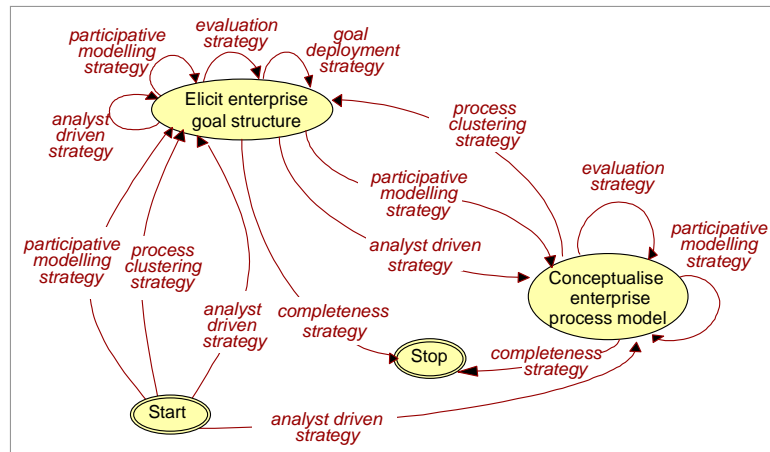 participative
modelling
strategy
evaluation
strategy
goal
deployment
strategy
Elicit enterprise
goal structure
analyst
driven
strategy
process
clustering
strategy
evaluation
strategy
participative
modelling
strategy
participative
modelling
strategy
participative
modelling
strategy
process
clustering
strategy
analyst driven
strategy
analyst
driven
strategy
completeness
strategy
Conceptualise
enterprise
process model
Stop
completeness
strategy
Start
analyst driven
strategy